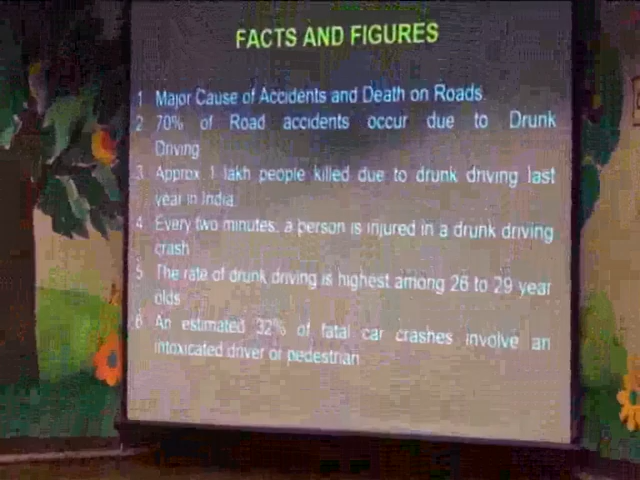 FACTS AND FIGURES
1 Major Cause of Accidents and Death on Roads.
2 70% of Road accidents occur due to Drunk
Driving
3. Approx 1 lakh people killed due to drunk driving last
year in India.
4 Every two minutes, a person is injured in a drunk driving
crash
5 The rate of drunk driving is highest among 26 to 29 year
olds
6 An estimated 32% of fatal car crashes involve an
intoxicated driver or pedestrian